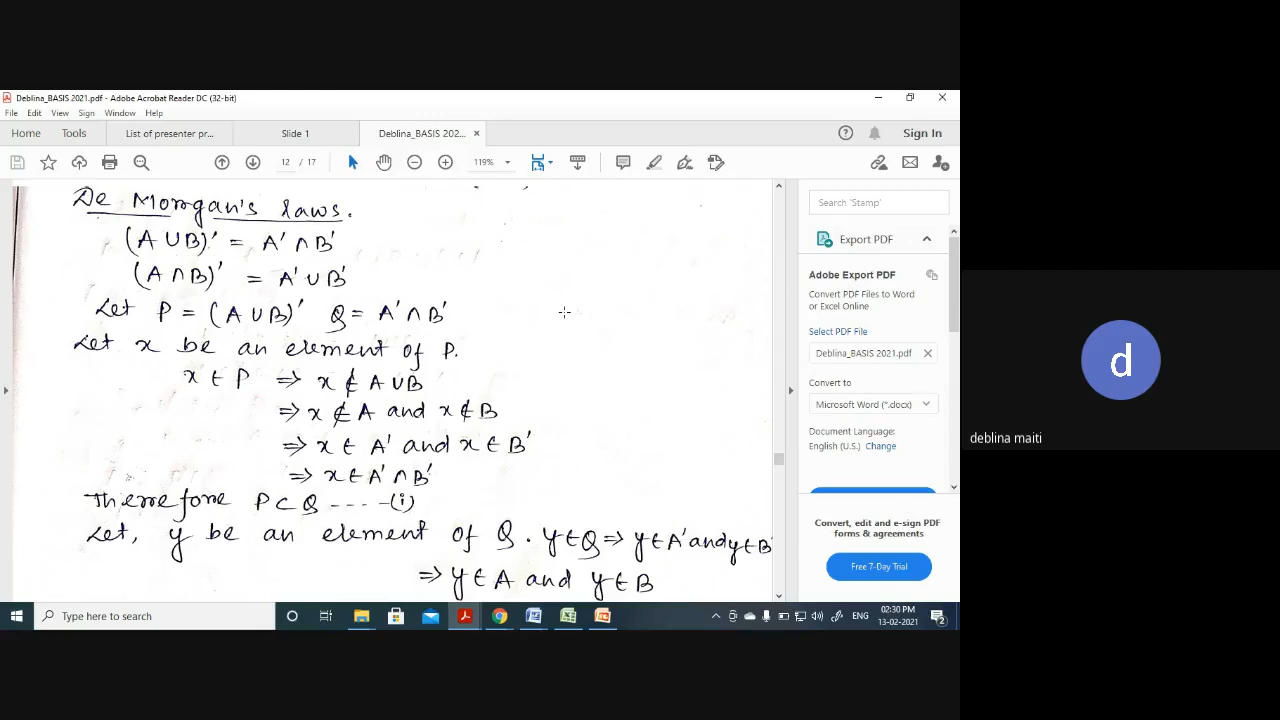 Deblina_BASIS 2021.pdf - Adobe Acrobat Reader DC (32-bit)
File Edit View Sign Window Help
Home Tools List of presenter pr... Slide 1 Deblina_BASIS 202... × Sign In
12 / 17 119%
De Morgan's laws.
(A ∪ B)' = A' ∩ B'
(A ∩ B)' = A' ∪ B'
Let P = (A ∪ B)' Q = A' ∩ B'
Let x be an element of P.
x ∈ P ⇒ x ∉ A ∪ B
⇒ x ∉ A and x ∉ B
⇒ x ∈ A' and x ∈ B'
⇒ x ∈ A' ∩ B'
Therefore P ⊂ Q ---- (i)
Let, y be an element of Q . y ∈ Q ⇒ y ∈ A' and y ∈ B'
⇒ y ∈ A and y ∈ B
Search 'Stamp'
Export PDF
Adobe Export PDF
Convert PDF Files to Word
or Excel Online
Select PDF File
Deblina_BASIS 2021.pdf ×
Convert to
Microsoft Word (*.docx)
Document Language:
English (U.S.) Change
Convert, edit and e-sign PDF
forms & agreements
Free 7-Day Trial
Type here to search
ENG
02:30 PM
13-02-2021
2
d
deblina maiti